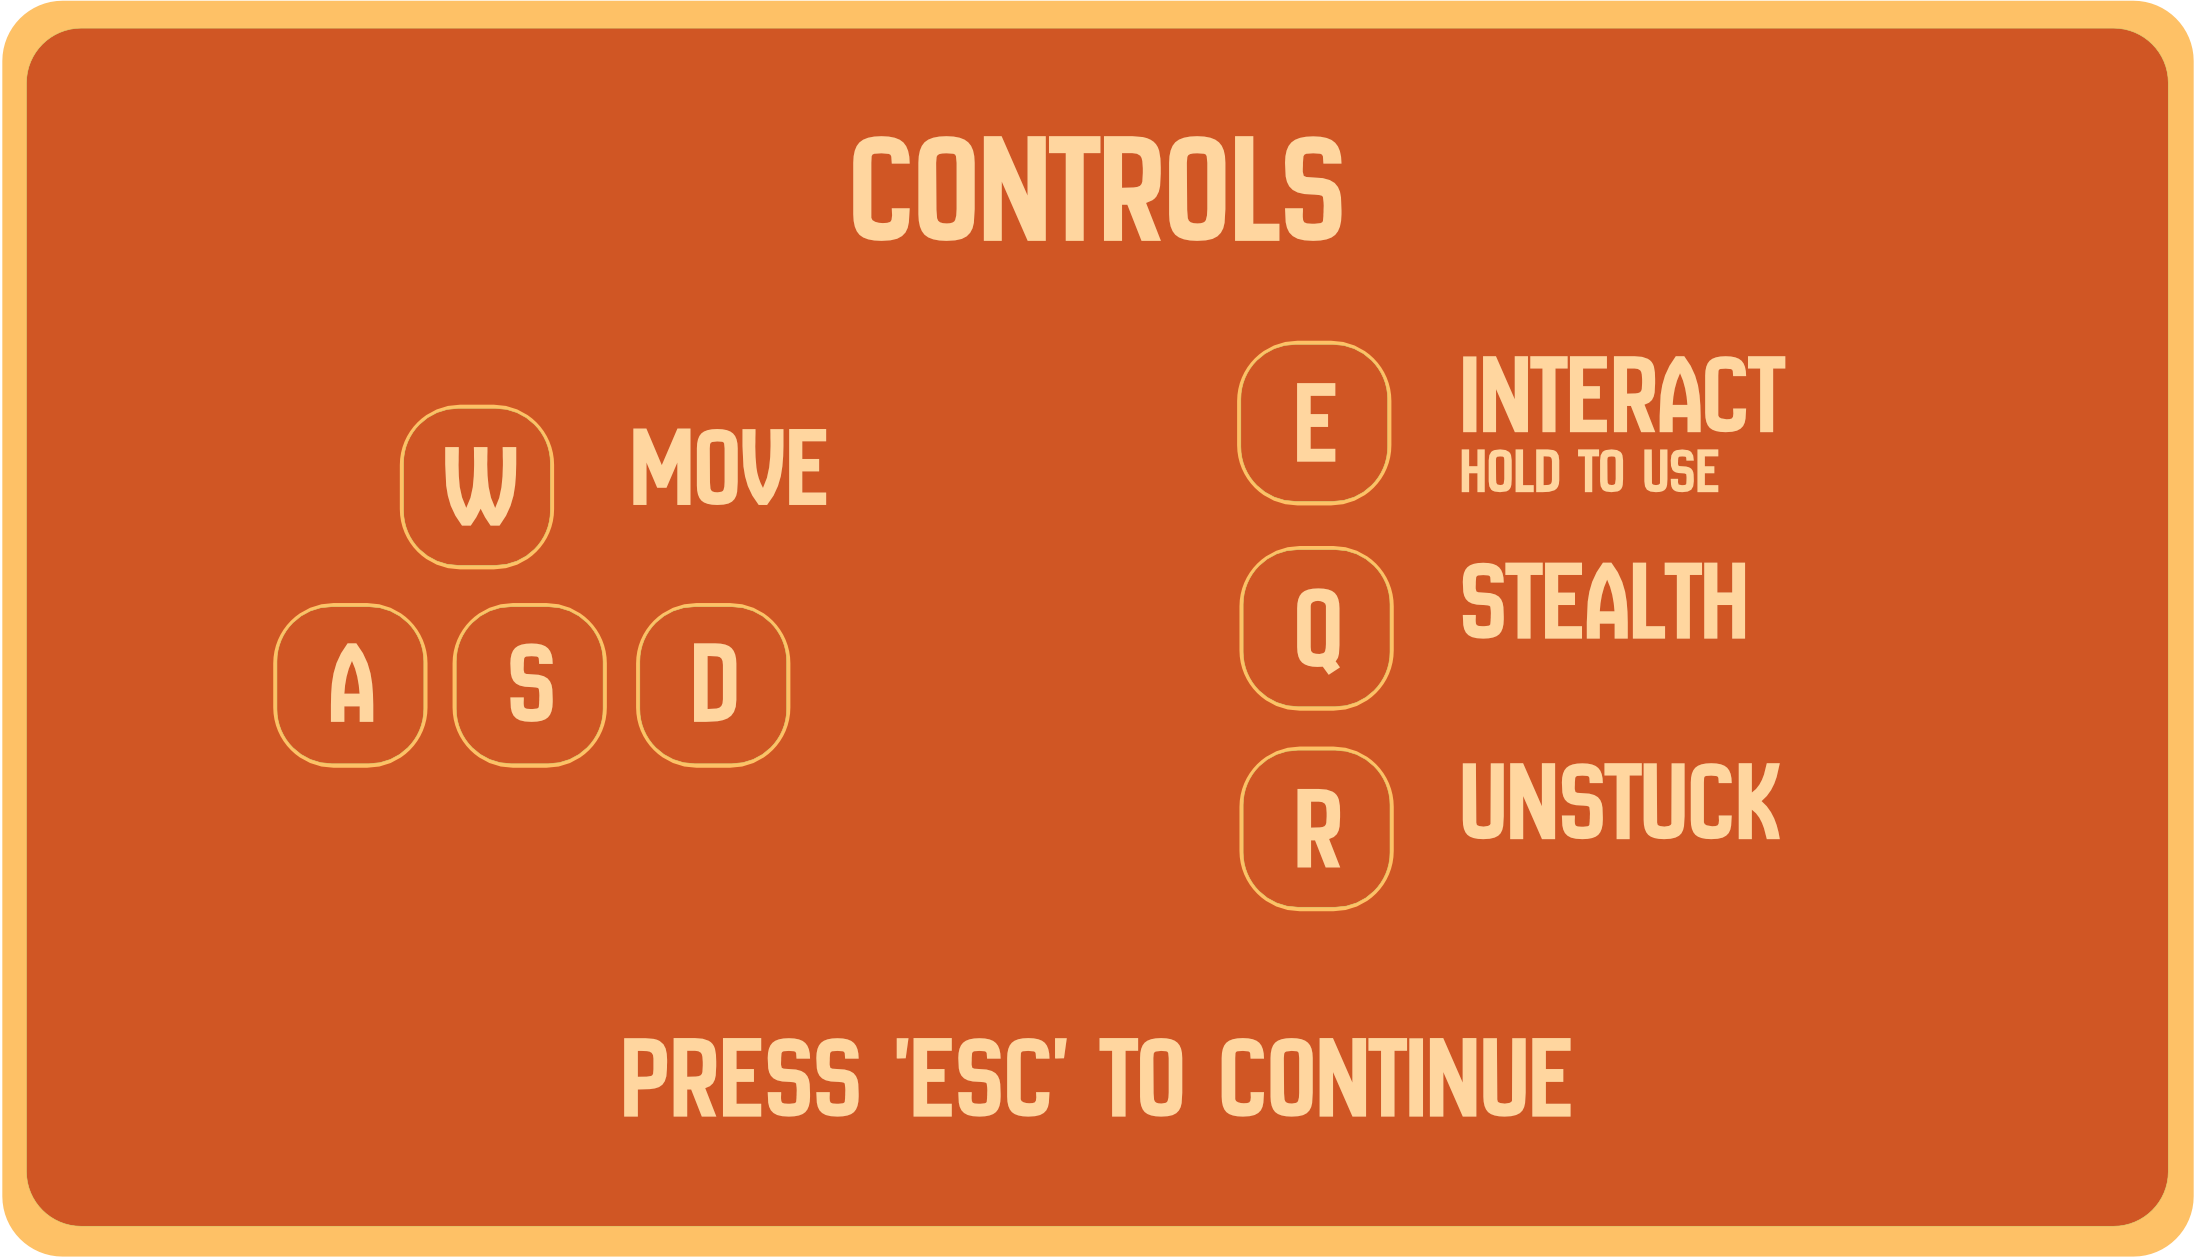 CONTROLS
W
MOVE
A S D
E
INTERACT
HOLD TO USE
Q
STEALTH
R
UNSTUCK
PRESS 'ESC' TO CONTINUE